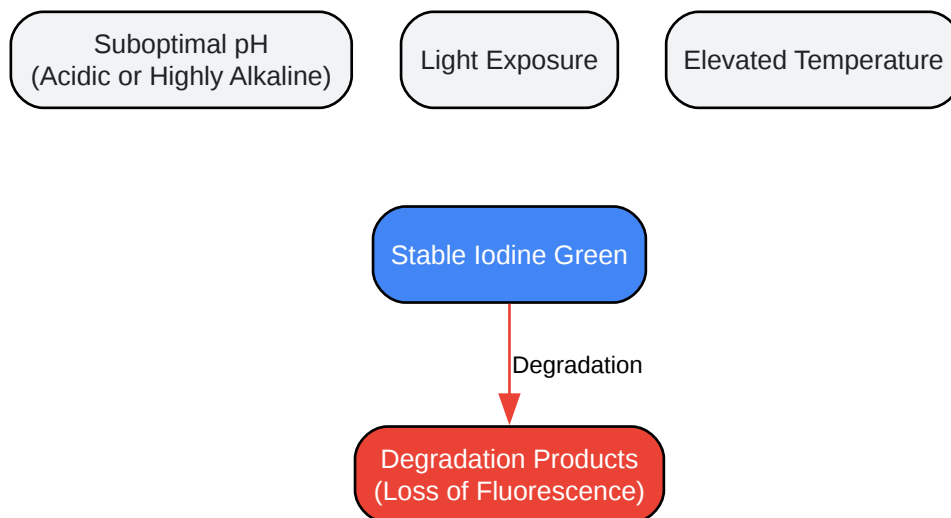 Suboptimal pH
(Acidic or Highly Alkaline)
Light Exposure
Elevated Temperature
Stable Iodine Green
Degradation
Degradation Products
(Loss of Fluorescence)